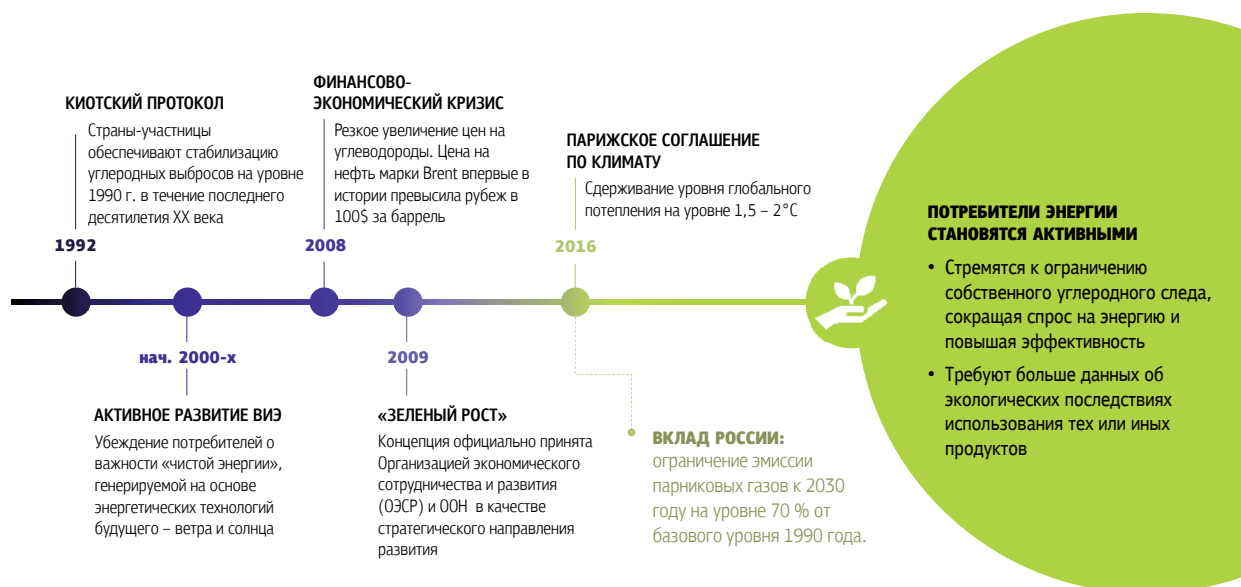 КИОТСКИЙ ПРОТОКОЛ
Страны-участницы
обеспечивают стабилизацию
углеродных выбросов на уровне
1990 г. в течение последнего
десятилетия XX века
1992
ФИНАНСОВО-
ЭКОНОМИЧЕСКИЙ КРИЗИС
Резкое увеличение цен на
углеводороды. Цена на
нефть марки Brent впервые в
истории превысила рубеж в
100$ за баррель
2008
ПАРИЖСКОЕ СОГЛАШЕНИЕ
ПО КЛИМАТУ
Сдерживание уровня глобального
потепления на уровне 1,5 – 2°C
2016
нач. 2000-х
АКТИВНОЕ РАЗВИТИЕ ВИЭ
Убеждение потребителей о
важности «чистой энергии»,
генерируемой на основе
энергетических технологий
будущего – ветра и солнца
2009
«ЗЕЛЕНЫЙ РОСТ»
Концепция официально принята
Организацией экономического
сотрудничества и развития
(ОЭСР) и ООН в качестве
стратегического направления
развития
ВКЛАД РОССИИ:
ограничение эмиссии
парниковых газов к 2030
году на уровне 70 % от
базового уровня 1990 года.
ПОТРЕБИТЕЛИ ЭНЕРГИИ
СТАНОВЯТСЯ АКТИВНЫМИ
• Стремятся к ограничению
собственного углеродного следа,
сокращая спрос на энергию и
повышая эффективность
• Требуют больше данных об
экологических последствиях
использования тех или иных
продуктов